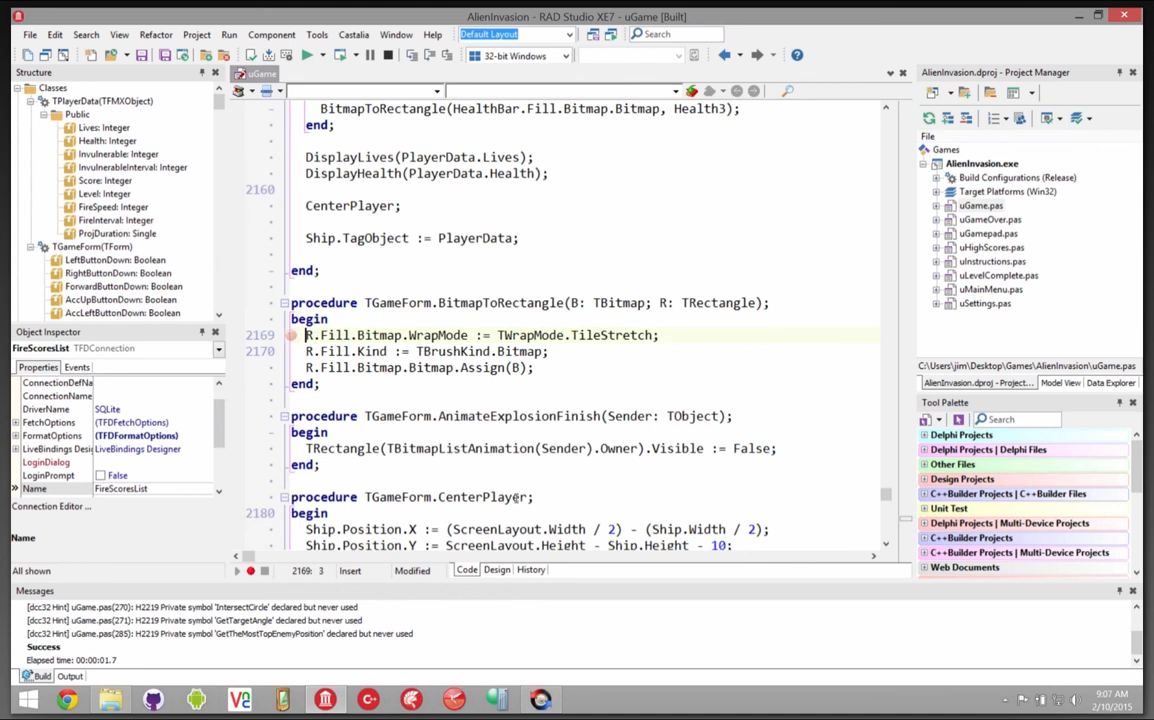 AlienInvasion - RAD Studio XE7 - uGame [Built]
File Edit Search View Refactor Project Run Component Tools Castalia Window Help Default Layout Search
32-bit Windows
Structure
Classes
TPlayerData(TFMXObject)
Public
Lives: Integer
Health: Integer
Invulnerable: Integer
InvulnerableInterval: Integer
Score: Integer
Level: Integer
FireSpeed: Integer
FireInterval: Integer
ProjDuration: Single
TGameForm(TForm)
LeftButtonDown: Boolean
RightButtonDown: Boolean
ForwardButtonDown: Boolean
AccUpButtonDown: Boolean
AccLeftButtonDown: Boolean
Object Inspector
FireScoresList TFDConnection
Properties Events
ConnectionDefNa
ConnectionName
DriverName SQLite
FetchOptions (TFDFetchOptions)
FormatOptions (TFDFormatOptions)
LiveBindings Desi LiveBindings Designer
LoginDialog
LoginPrompt False
Name FireScoresList
Connection Editor ...
Name
All shown
uGame
BitmapToRectangle(HealthBar.Fill.Bitmap.Bitmap, Health3);
end;
DisplayLives(PlayerData.Lives);
DisplayHealth(PlayerData.Health);
2160
CenterPlayer;
Ship.TagObject := PlayerData;
end;
procedure TGameForm.BitmapToRectangle(B: TBitmap; R: TRectangle);
begin
2169 R.Fill.Bitmap.WrapMode := TWrapMode.TileStretch;
2170 R.Fill.Kind := TBrushKind.Bitmap;
R.Fill.Bitmap.Bitmap.Assign(B);
end;
procedure TGameForm.AnimateExplosionFinish(Sender: TObject);
begin
TRectangle(TBitmapListAnimation(Sender).Owner).Visible := False;
end;
procedure TGameForm.CenterPlayer;
2180 begin
Ship.Position.X := (ScreenLayout.Width / 2) - (Ship.Width / 2);
Ship.Position.Y := ScreenLayout.Height - Ship.Height - 10;
2169: 3 Insert Modified Code Design History
AlienInvasion.dproj - Project Manager
File
Games
AlienInvasion.exe
Build Configurations (Release)
Target Platforms (Win32)
uGame.pas
uGameOver.pas
uGamepad.pas
uHighScores.pas
uInstructions.pas
uLevelComplete.pas
uMainMenu.pas
uSettings.pas
C:\Users\jim\Desktop\Games\AlienInvasion\uGame.pas
AlienInvasion.dproj - Project... Model View Data Explorer
Tool Palette
Search
Delphi Projects
Delphi Projects | Delphi Files
Other Files
Design Projects
C++Builder Projects | C++Builder Files
Unit Test
Delphi Projects | Multi-Device Projects
C++Builder Projects
C++Builder Projects | Multi-Device Projects
Web Documents
Messages
[dcc32 Hint] uGame.pas(270): H2219 Private symbol 'IntersectCircle' declared but never used
[dcc32 Hint] uGame.pas(271): H2219 Private symbol 'GetTargetAngle' declared but never used
[dcc32 Hint] uGame.pas(285): H2219 Private symbol 'GetTheMostTopEnemyPosition' declared but never used
Success
Elapsed time: 00:00:01.7
Build Output
9:07 AM
2/10/2015